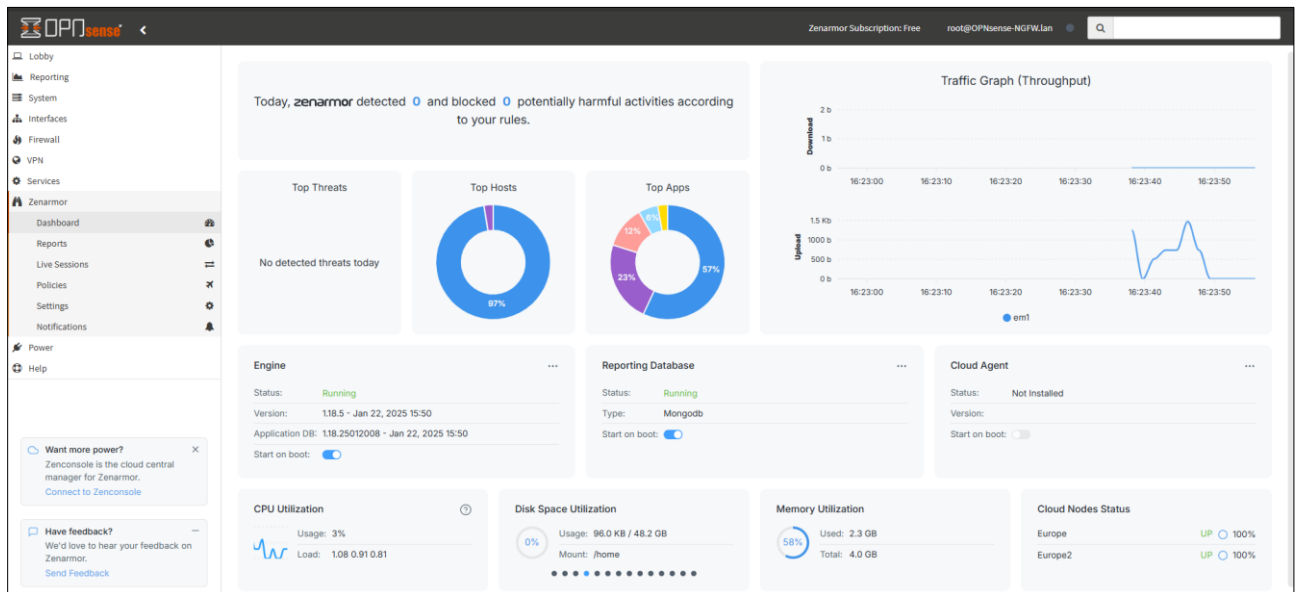 OPNsense
Zenarmor Subscription: Free
root@OPNsense-NGFW.lan
Lobby
Reporting
System
Interfaces
Firewall
VPN
Services
Zenarmor
Dashboard
Reports
Live Sessions
Policies
Settings
Notifications
Power
Help
Want more power?
Zenconsole is the cloud central
manager for Zenarmor.
Connect to Zenconsole
Have feedback?
We'd love to hear your feedback on
Zenarmor.
Send Feedback
Today, zenarmor detected 0 and blocked 0 potentially harmful activities according
to your rules.
Top Threats
No detected threats today
Top Hosts
97%
Top Apps
6%
12%
23%
57%
Traffic Graph (Throughput)
Download
2 b
1 b
0 b
16:23:00 16:23:10 16:23:20 16:23:30 16:23:40 16:23:50
Upload
1.5 Kb
1000 b
500 b
0 b
16:23:00 16:23:10 16:23:20 16:23:30 16:23:40 16:23:50
em1
Engine
Status: Running
Version: 1.18.5 - Jan 22, 2025 15:50
Application DB: 1.18.25012008 - Jan 22, 2025 15:50
Start on boot:
Reporting Database
Status: Running
Type: Mongodb
Start on boot:
Cloud Agent
Status: Not Installed
Version:
Start on boot:
CPU Utilization
Usage: 3%
Load: 1.08 0.91 0.81
Disk Space Utilization
0%
Usage: 96.0 KB / 48.2 GB
Mount: /home
Memory Utilization
58%
Used: 2.3 GB
Total: 4.0 GB
Cloud Nodes Status
Europe UP 100%
Europe2 UP 100%